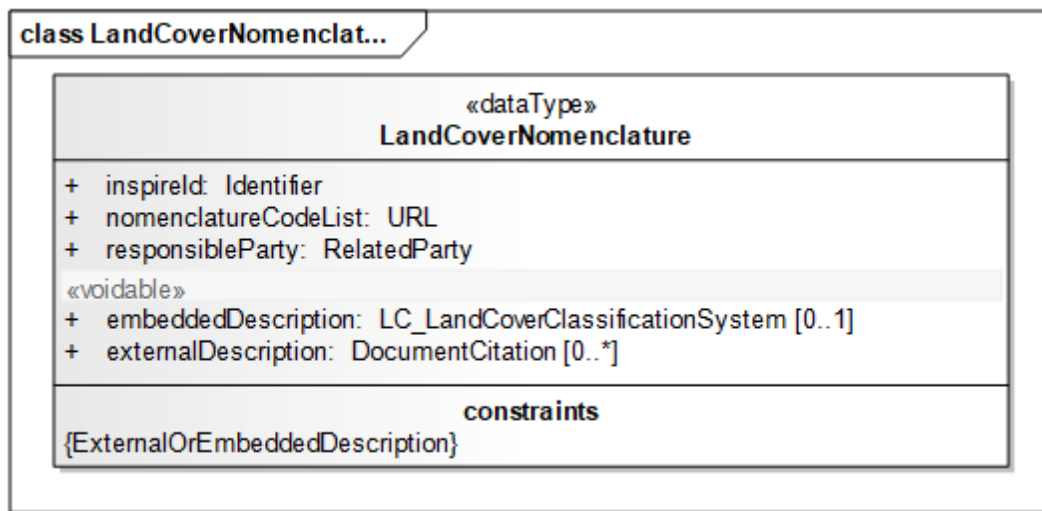 class LandCoverNomenclat...
«dataType»
LandCoverNomenclature
+ inspireId: Identifier
+ nomenclatureCodeList: URL
+ responsibleParty: RelatedParty
«voidable»
+ embeddedDescription: LC_LandCoverClassificationSystem [0..1]
+ externalDescription: DocumentCitation [0..*]
constraints
{ExternalOrEmbeddedDescription}